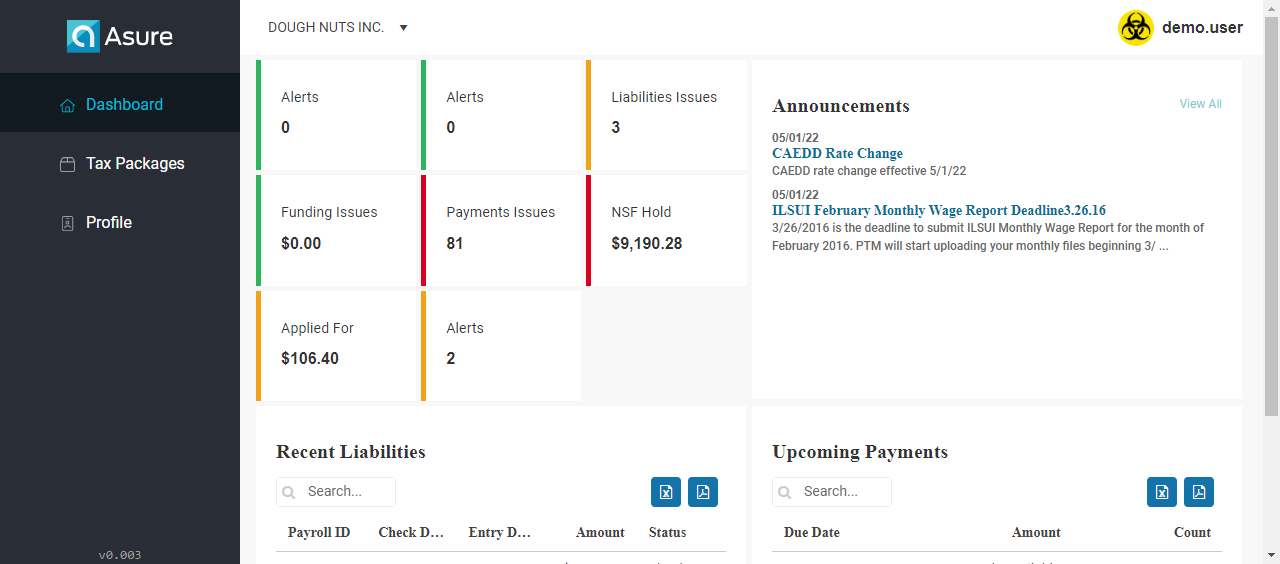 Asure
DOUGH NUTS INC.
demo.user
Dashboard
Tax Packages
Profile
v0.003
Alerts
0
Alerts
0
Liabilities Issues
3
Funding Issues
$0.00
Payments Issues
81
NSF Hold
$9,190.28
Applied For
$106.40
Alerts
2
Announcements
View All
05/01/22
CAEDD Rate Change
CAEDD rate change effective 5/1/22
05/01/22
ILSUI February Monthly Wage Report Deadline3.26.16
3/26/2016 is the deadline to submit ILSUI Monthly Wage Report for the month of
February 2016. PTM will start uploading your monthly files beginning 3/ ...
Recent Liabilities
Search...
Payroll ID Check D... Entry D... Amount Status
Upcoming Payments
Search...
Due Date Amount Count